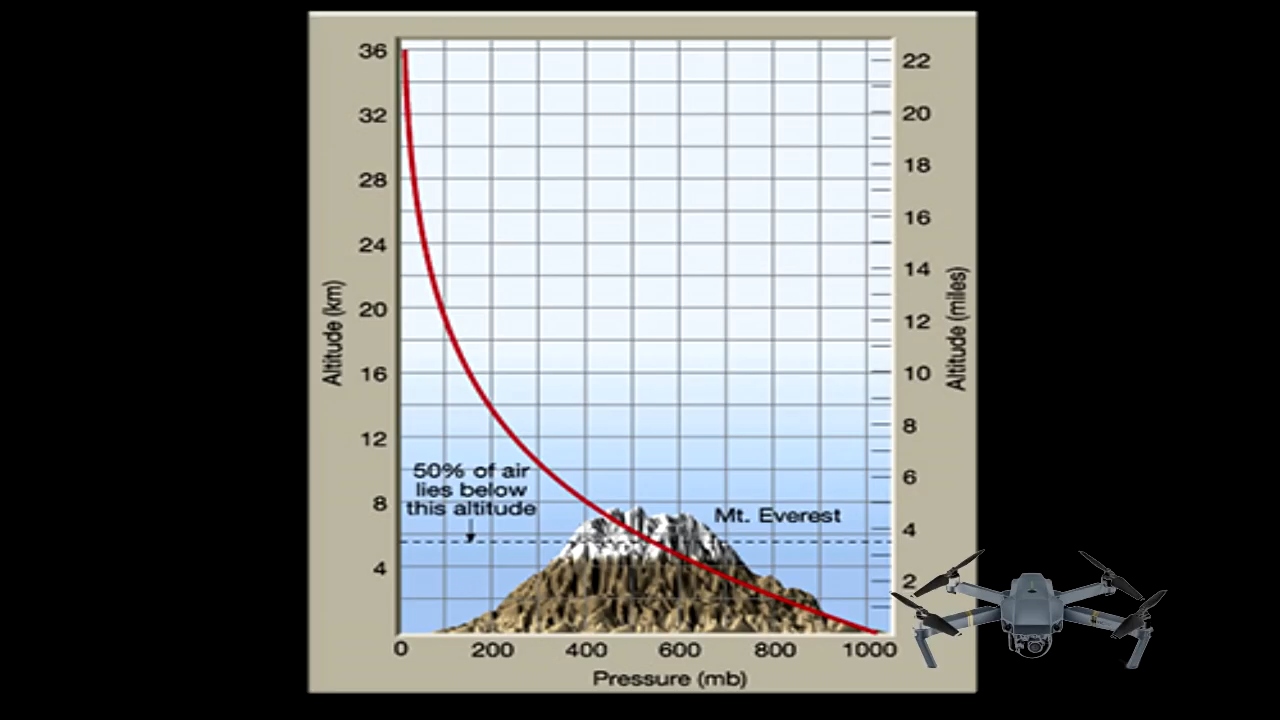 36
32
28
24
20
16
12
8
4
22
20
18
16
14
12
10
8
6
4
2
Altitude (km)
Altitude (miles)
50% of air
lies below
this altitude
Mt. Everest
0 200 400 600 800 1000
Pressure (mb)